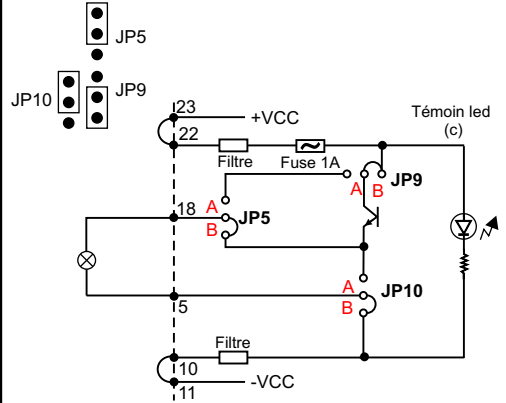 JP5
JP10
JP9
23
+VCC
22
Filtre
Fuse 1A
Témoin led
(c)
A
B
JP9
18
A
JP5
B
A
JP10
B
5
Filtre
10
-VCC
11